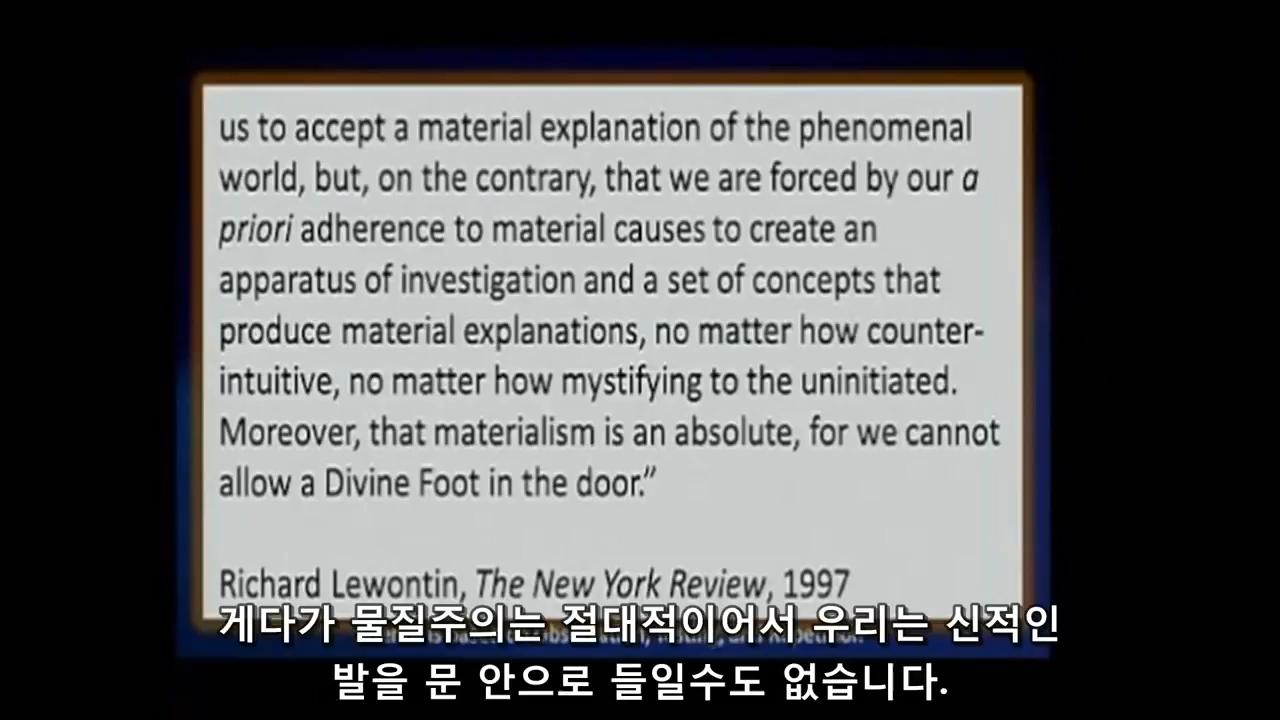 us to accept a material explanation of the phenomenal
world, but, on the contrary, that we are forced by our a
priori adherence to material causes to create an
apparatus of investigation and a set of concepts that
produce material explanations, no matter how counter-
intuitive, no matter how mystifying to the uninitiated.
Moreover, that materialism is an absolute, for we cannot
allow a Divine Foot in the door.”
Richard Lewontin, The New York Review, 1997
게다가 물질주의는 절대적이어서 우리는 신적인
발을 문 안으로 들일수도 없습니다.